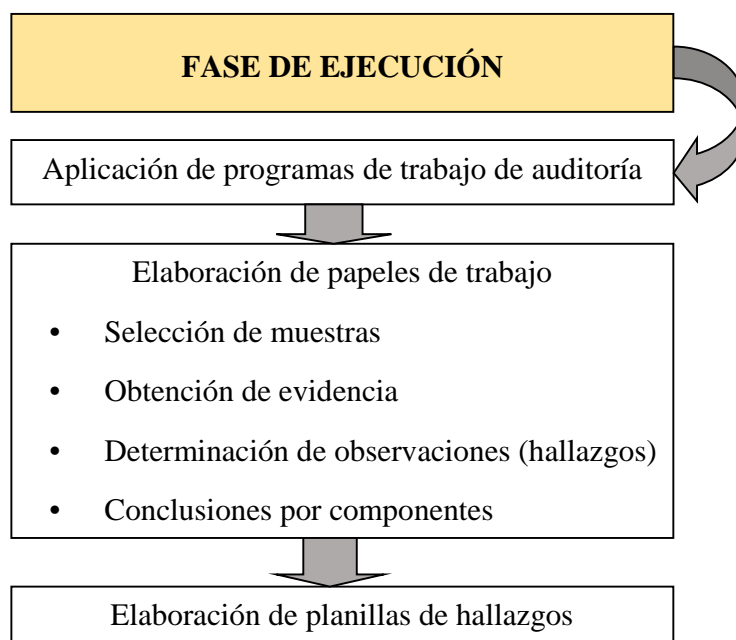 FASE DE EJECUCIÓN
Aplicación de programas de trabajo de auditoría
Elaboración de papeles de trabajo
• Selección de muestras
• Obtención de evidencia
• Determinación de observaciones (hallazgos)
• Conclusiones por componentes
Elaboración de planillas de hallazgos